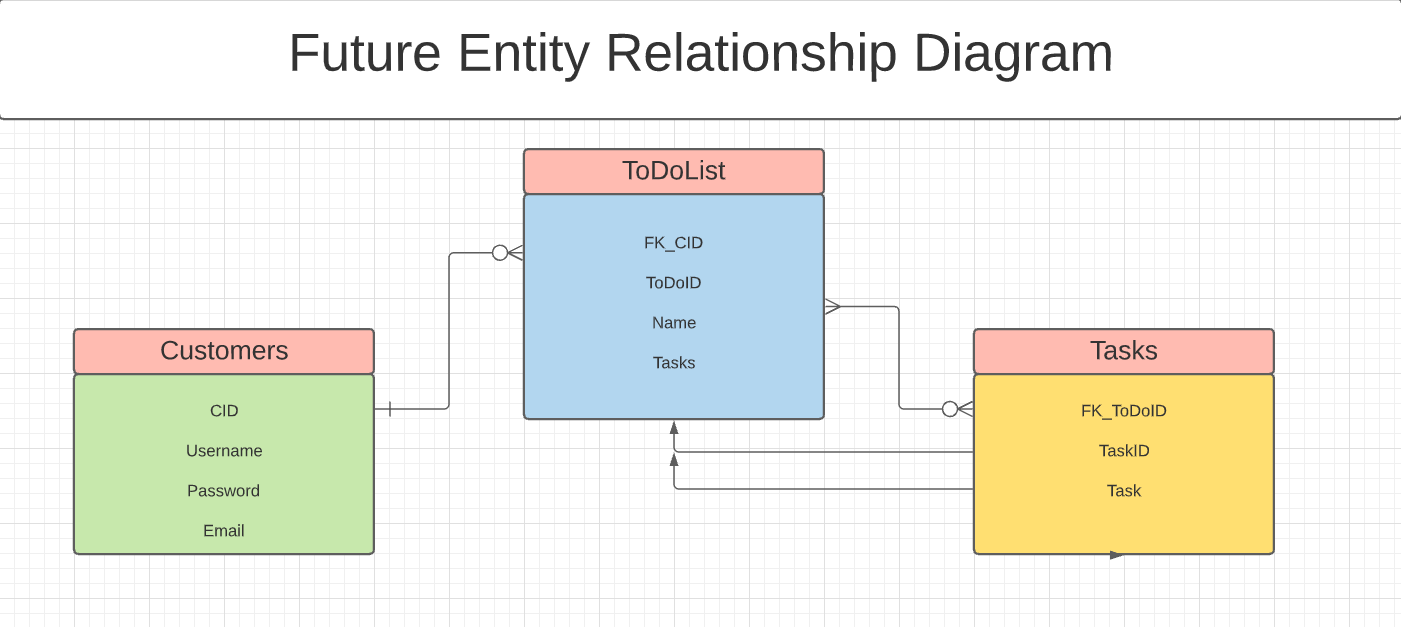 Future Entity Relationship Diagram
ToDoList
FK_CID
ToDoID
Name
Tasks
Customers
CID
Username
Password
Email
Tasks
FK_ToDoID
TaskID
Task